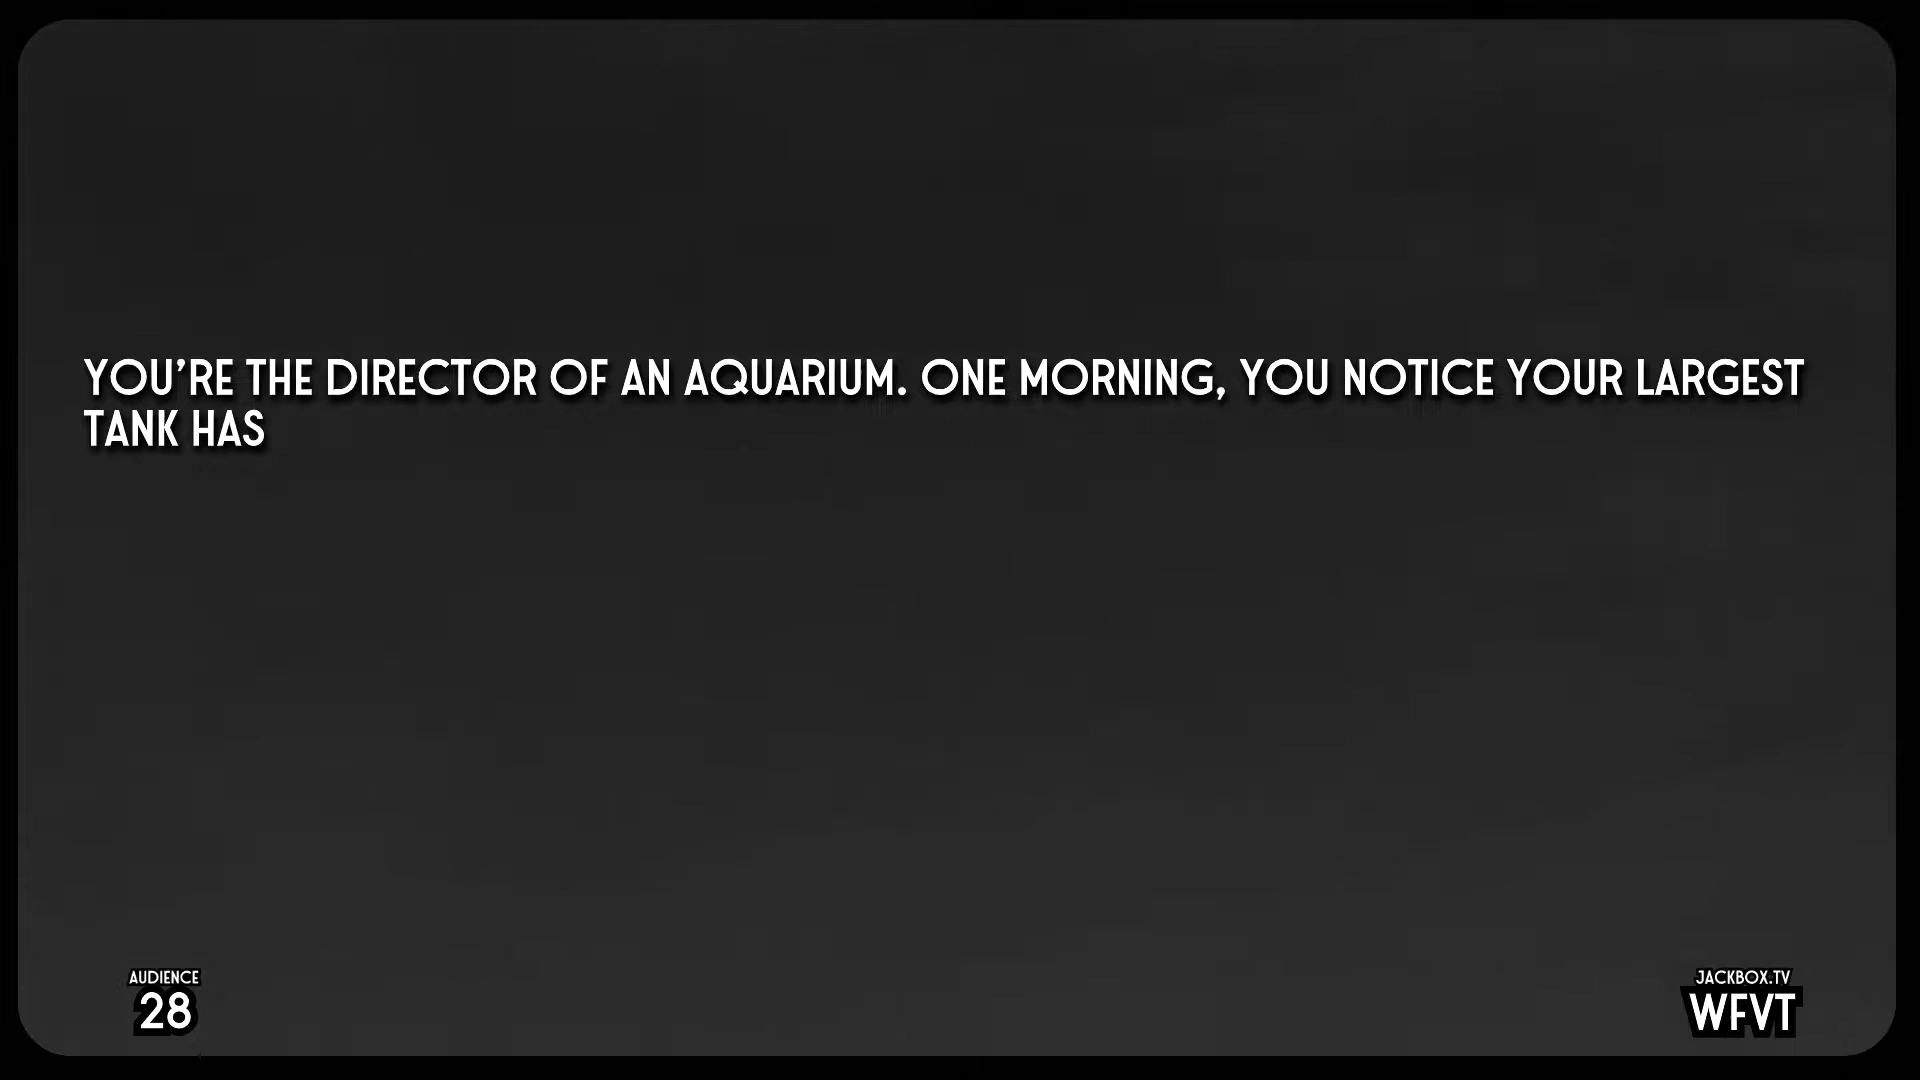 YOU'RE THE DIRECTOR OF AN AQUARIUM. ONE MORNING, YOU NOTICE YOUR LARGEST
TANK HAS
AUDIENCE
28
JACKBOX.TV
WFVT